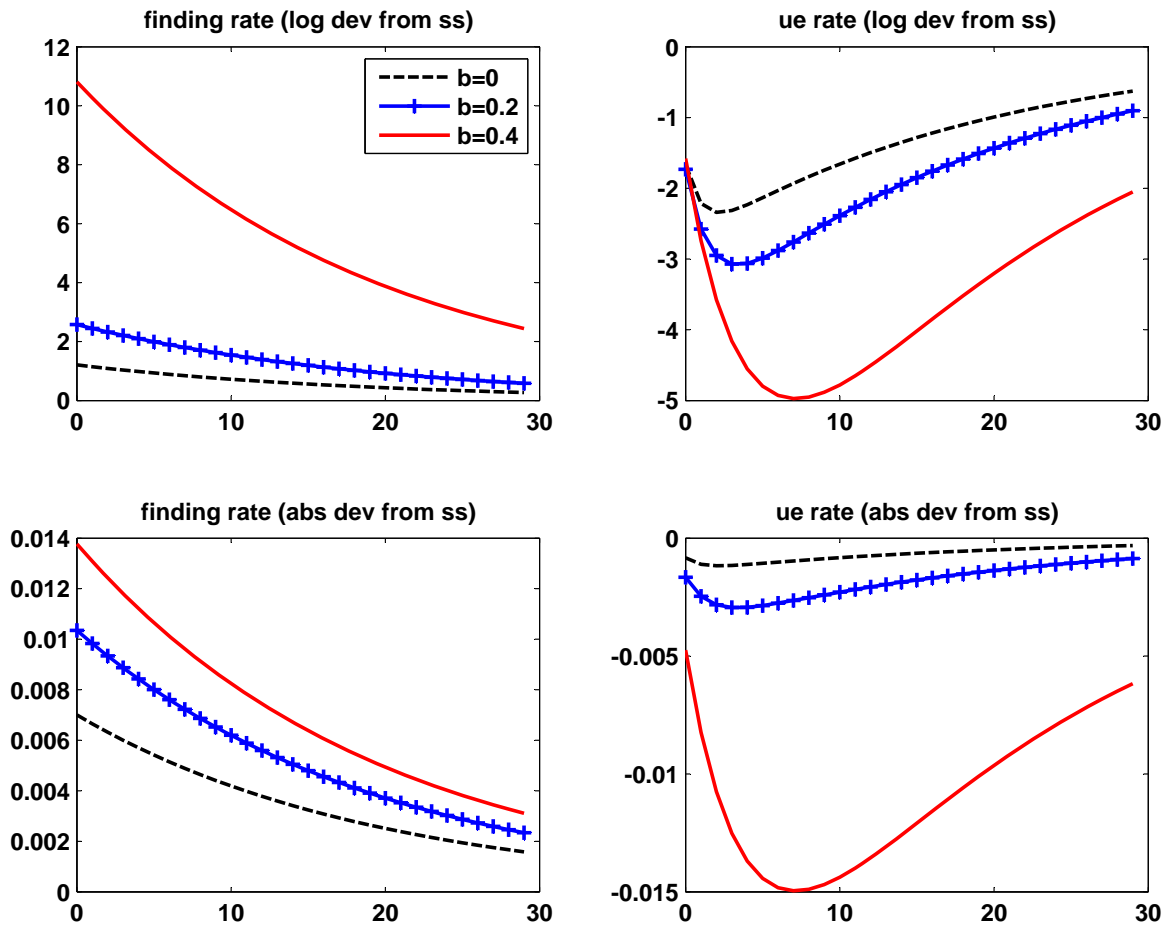 finding rate (log dev from ss)
12
10
8
6
4
2
0
0 10 20 30
b=0
b=0.2
b=0.4
ue rate (log dev from ss)
0
-1
-2
-3
-4
-5
0 10 20 30
finding rate (abs dev from ss)
0.014
0.012
0.01
0.008
0.006
0.004
0.002
0
0 10 20 30
ue rate (abs dev from ss)
0
-0.005
-0.01
-0.015
0 10 20 30